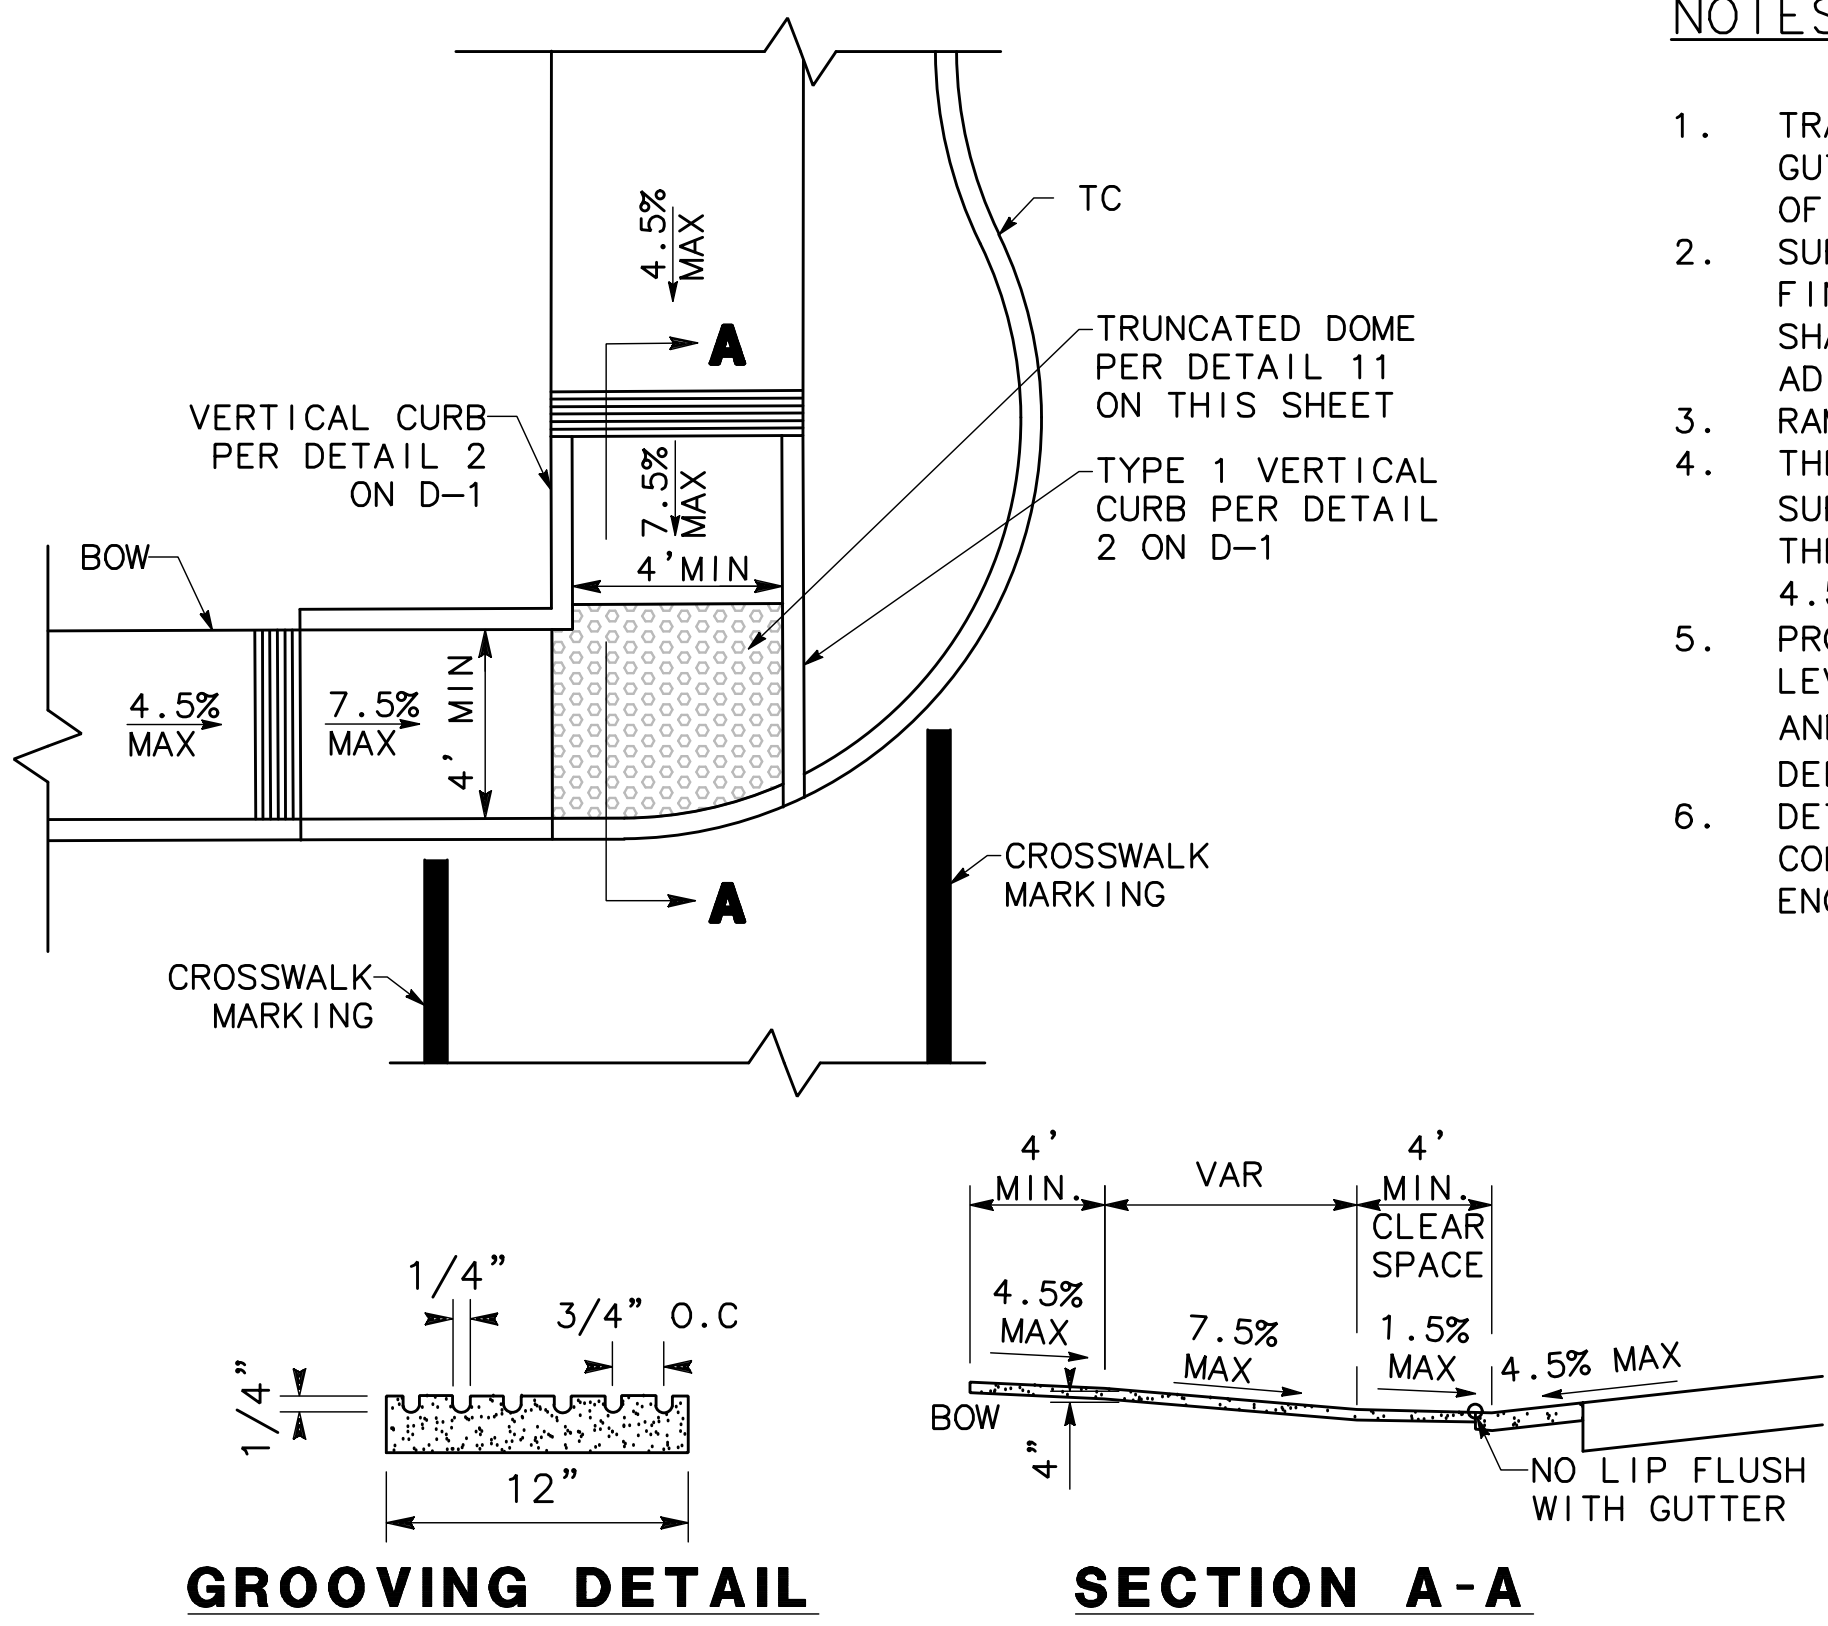 4.5%
MAX
TC
A
TRUNCATED DOME
PER DETAIL 11
ON THIS SHEET
VERTICAL CURB
PER DETAIL 2
ON D-1
7.5%
MAX
TYPE 1 VERTICAL
CURB PER DETAIL
2 ON D-1
BOW
4'MIN
4' MIN
4.5%
MAX
7.5%
MAX
CROSSWALK
MARKING
A
CROSSWALK
MARKING
NOTES
1.
2.
3.
4.
4.5
5.
6.
OF
1/4"
3/4" O.C
1/4"
12"
GROOVING DETAIL
4'
MIN.
VAR
4'
MIN.
CLEAR
SPACE
4.5%
MAX
7.5%
MAX
1.5%
MAX
4.5% MAX
BOW
4"
NO LIP FLUSH
WITH GUTTER
SECTION A-A